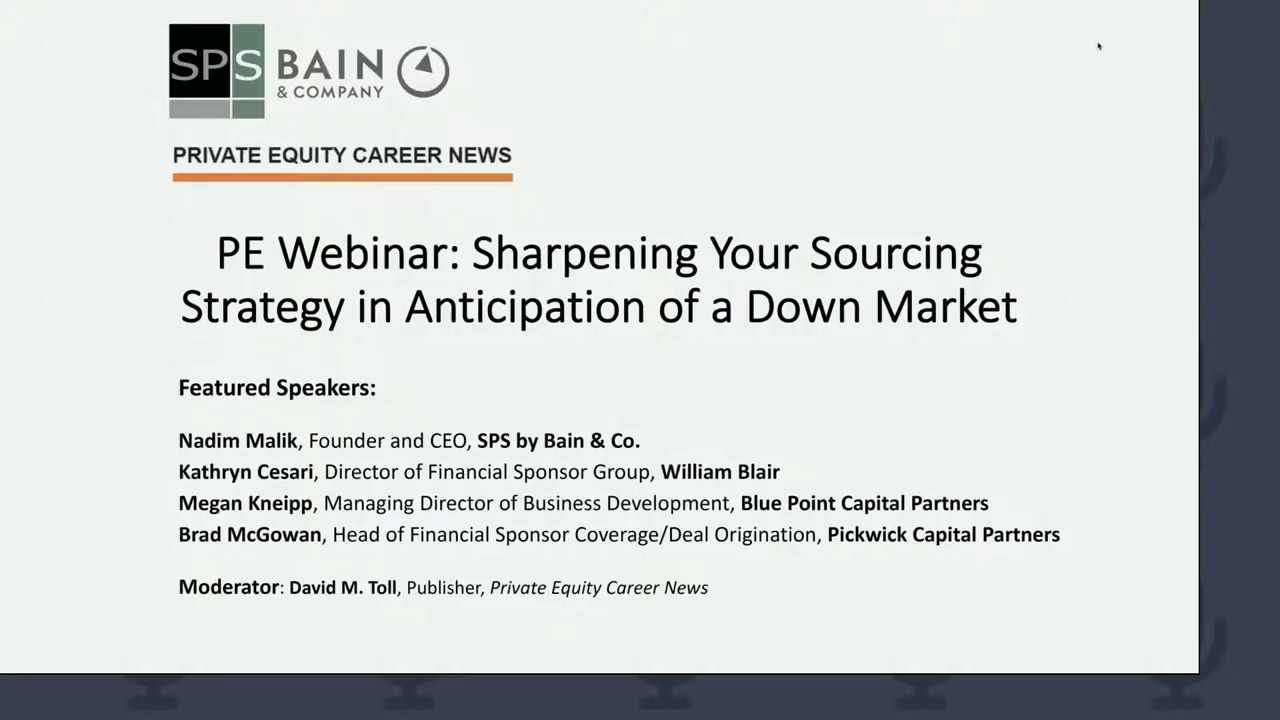 SPS BAIN
& COMPANY
PRIVATE EQUITY CAREER NEWS
PE Webinar: Sharpening Your Sourcing
Strategy in Anticipation of a Down Market
Featured Speakers:
Nadim Malik, Founder and CEO, SPS by Bain & Co.
Kathryn Cesari, Director of Financial Sponsor Group, William Blair
Megan Kneipp, Managing Director of Business Development, Blue Point Capital Partners
Brad McGowan, Head of Financial Sponsor Coverage/Deal Origination, Pickwick Capital Partners
Moderator: David M. Toll, Publisher, Private Equity Career News